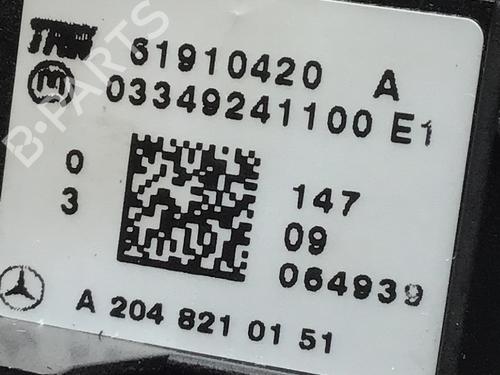 TRW 61910420 A
M 03349241100 E1
0 147
3 09
064939
A 204 821 01 51
B-PARTS